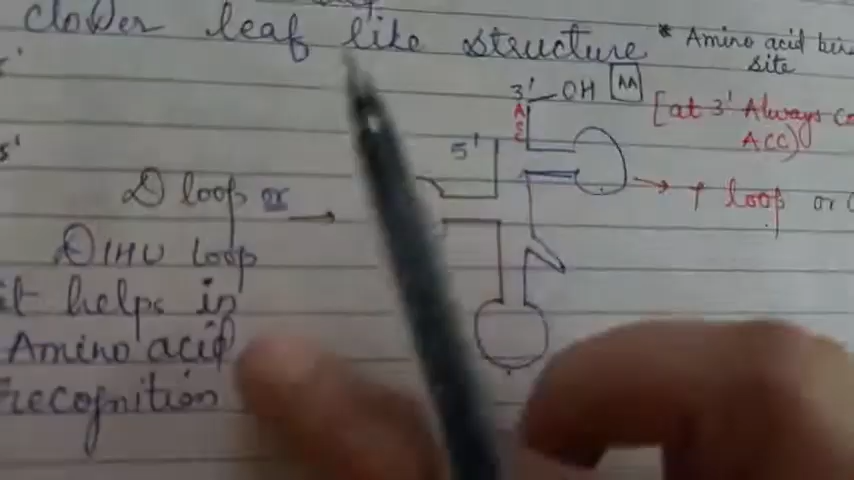 clover leaf like structure
* Amino acid
site
3' OH AA
A
[at 3' Always
ACC)
5'
D loop or
T loop or
DIHU loop
it helps in
Amino acid
recognition